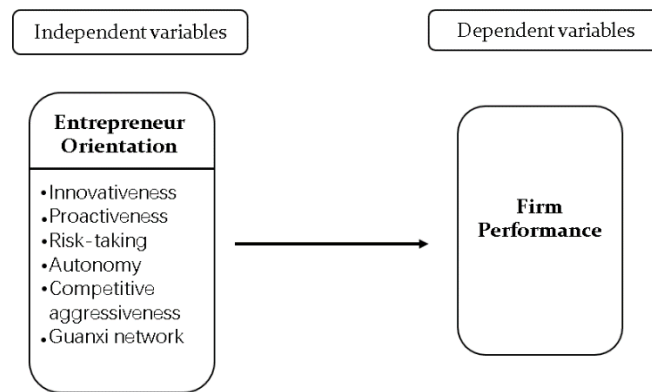 Independent variables
Dependent variables
Entrepreneur
Orientation
•Innovativeness
•Proactiveness
•Risk-taking
•Autonomy
•Competitive
aggressiveness
•Guanxi network
Firm
Performance